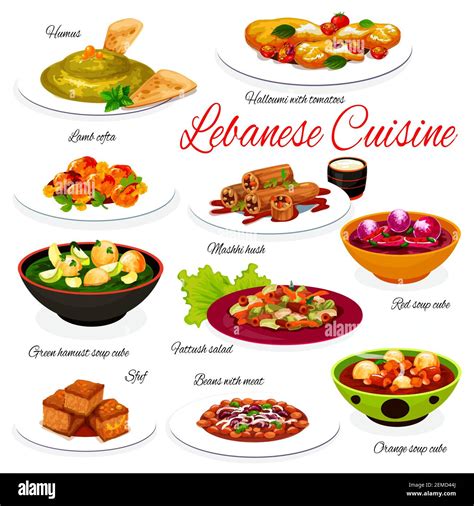 Humus
Halloumi with tomatoes
Lebanese Cuisine
Lamb cofta
Mashhi hush
Red soup cube
Green hamust soup cube
Fattush salad
Sfuf
Beans with meat
Orange soup cube
alamy
Image ID: 2EMD44J
www.alamy.com